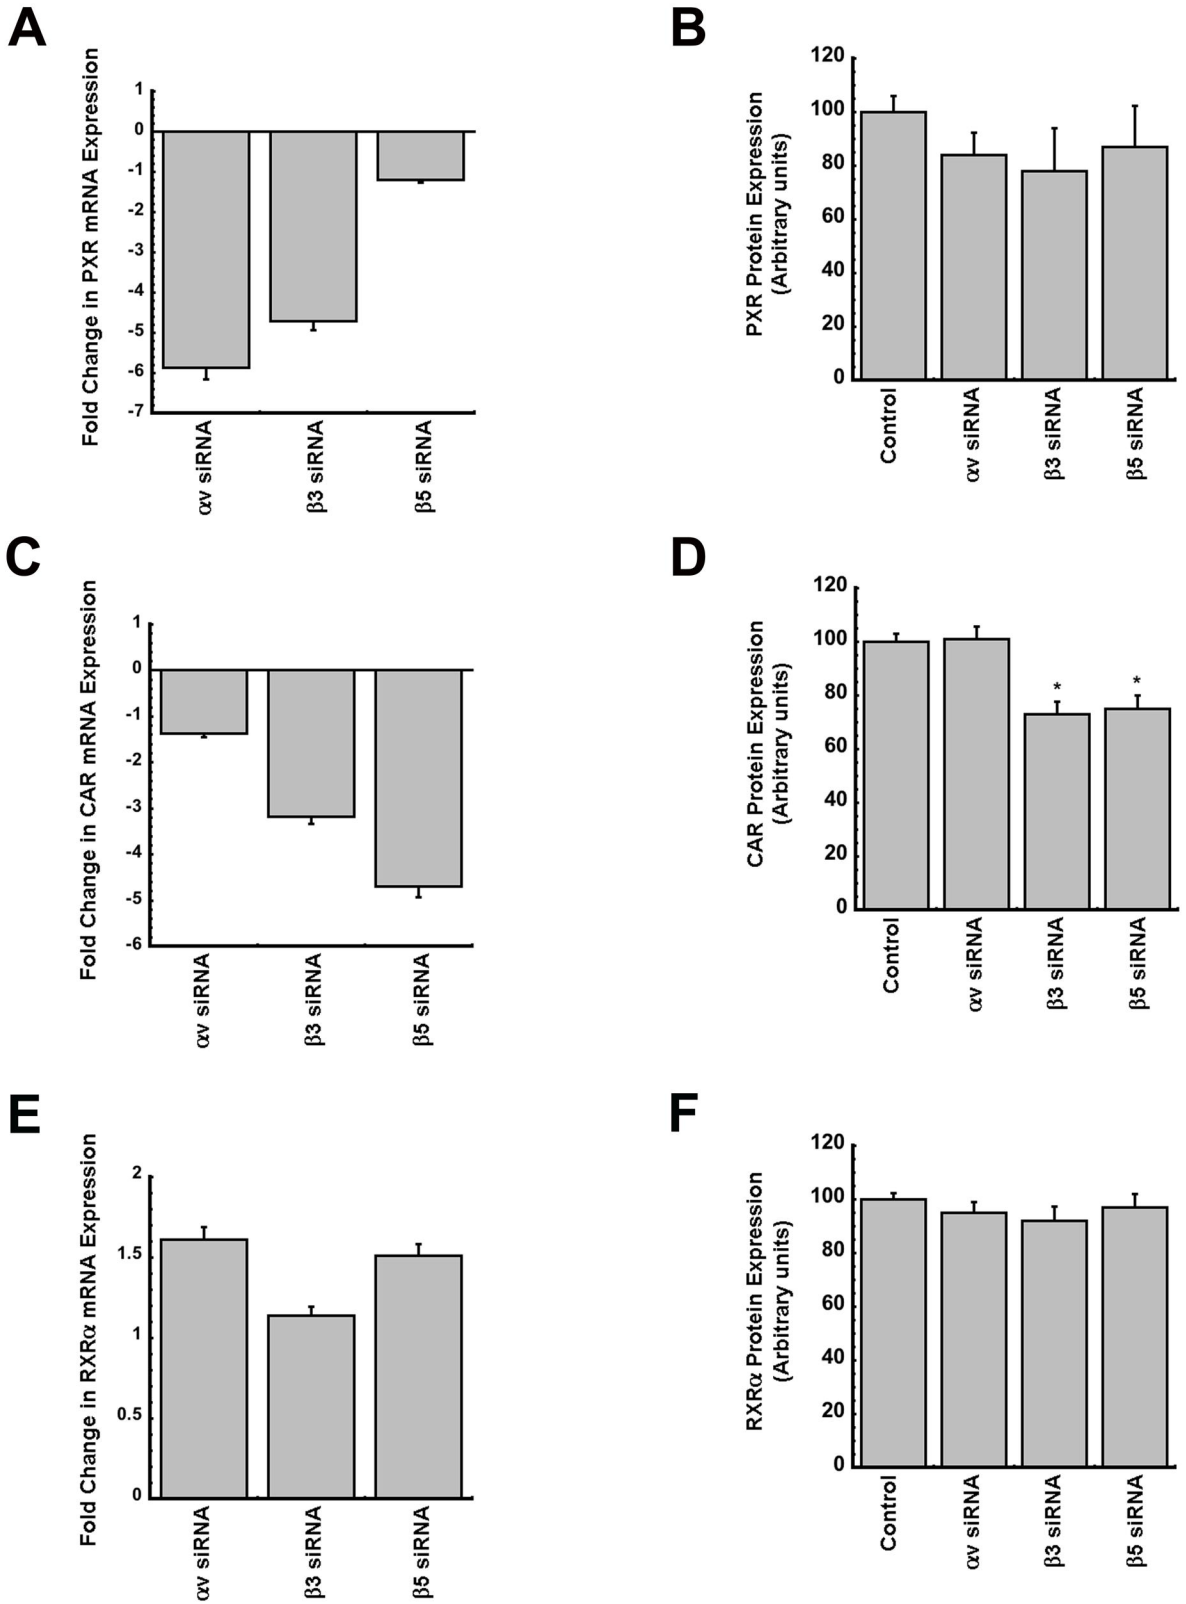 A
Fold Change in PXR mRNA Expression
1
0
-1
-2
-3
-4
-5
-6
-7
αv siRNA
β3 siRNA
β5 siRNA
B
PXR Protein Expression
(Arbitrary units)
120
100
80
60
40
20
0
Control
αv siRNA
β3 siRNA
β5 siRNA
C
Fold Change in CAR mRNA Expression
1
0
-1
-2
-3
-4
-5
-6
αv siRNA
β3 siRNA
β5 siRNA
D
CAR Protein Expression
(Arbitrary units)
120
100
80
60
40
20
0
*
*
Control
αv siRNA
β3 siRNA
β5 siRNA
E
Fold Change in RXRα mRNA Expression
2
1.5
1
0.5
0
αv siRNA
β3 siRNA
β5 siRNA
F
RXRα Protein Expression
(Arbitrary units)
120
100
80
60
40
20
0
Control
αv siRNA
β3 siRNA
β5 siRNA